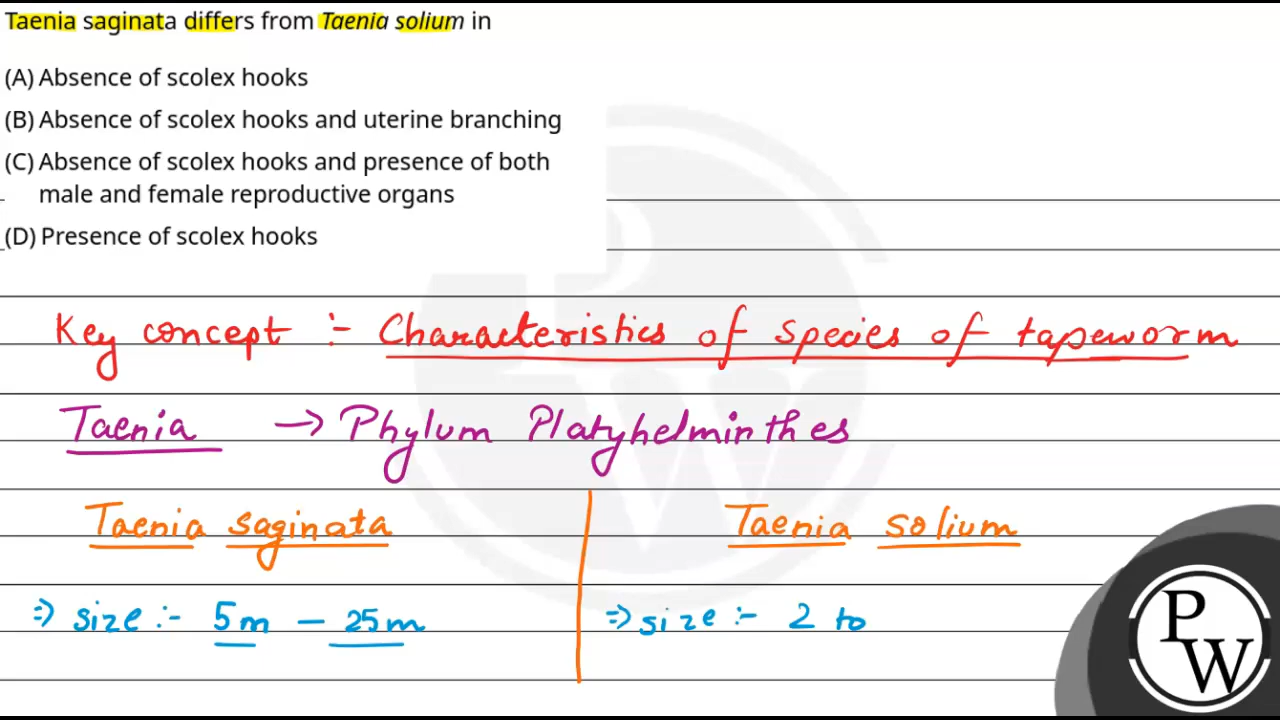 Taenia saginata differs from Taenia solium in
(A) Absence of scolex hooks
(B) Absence of scolex hooks and uterine branching
(C) Absence of scolex hooks and presence of both
male and female reproductive organs
(D) Presence of scolex hooks
Key concept :- Characteristics of species of tapeworm
Taenia → Phylum Platyhelminthes
Taenia saginata
Taenia solium
⇒ size :- 5m - 25m
⇒ size :- 2 to
PW
PW